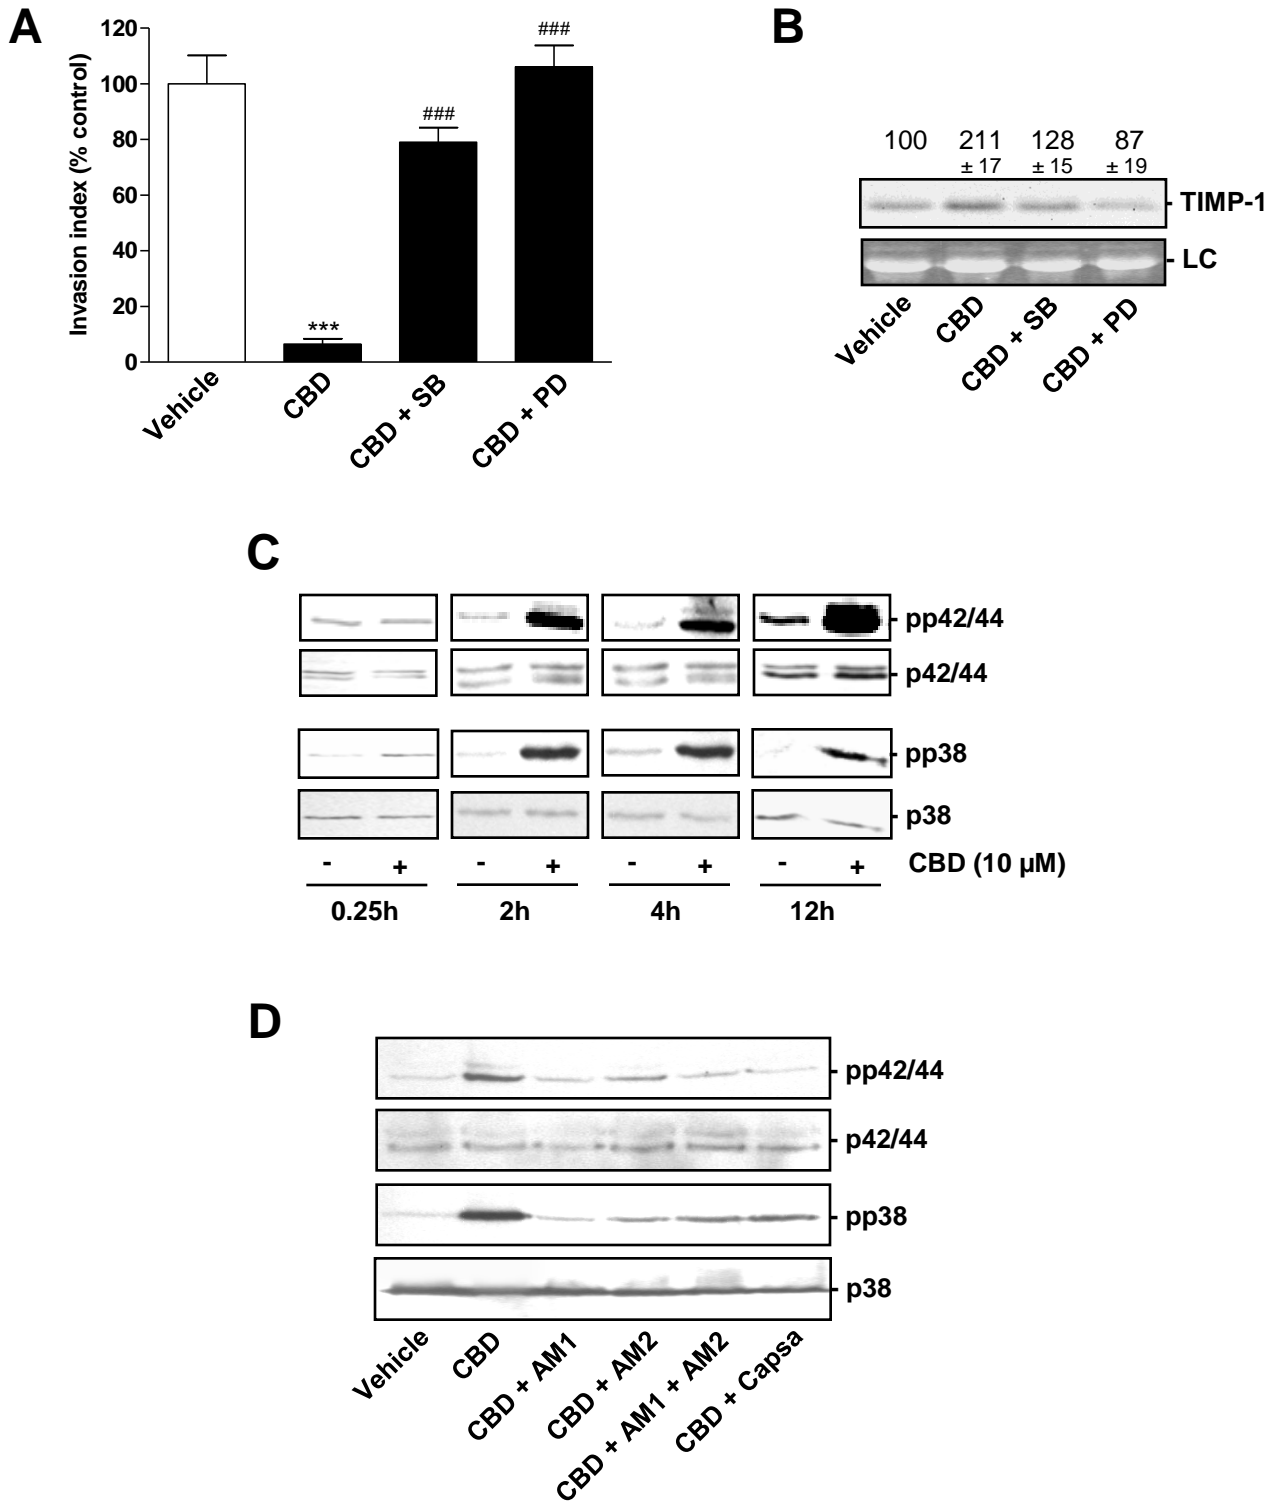 A
Invasion index (% control)
120
100
80
60
40
20
0
***
###
###
Vehicle
CBD
CBD + SB
CBD + PD
B
100 211 128 87
± 17 ± 15 ± 19
TIMP-1
LC
Vehicle
CBD
CBD + SB
CBD + PD
C
pp42/44
p42/44
pp38
p38
- + - + - + - + CBD (10 µM)
0.25h 2h 4h 12h
D
pp42/44
p42/44
pp38
p38
Vehicle
CBD
CBD + AM1
CBD + AM2
CBD + AM1 + AM2
CBD + Capsa